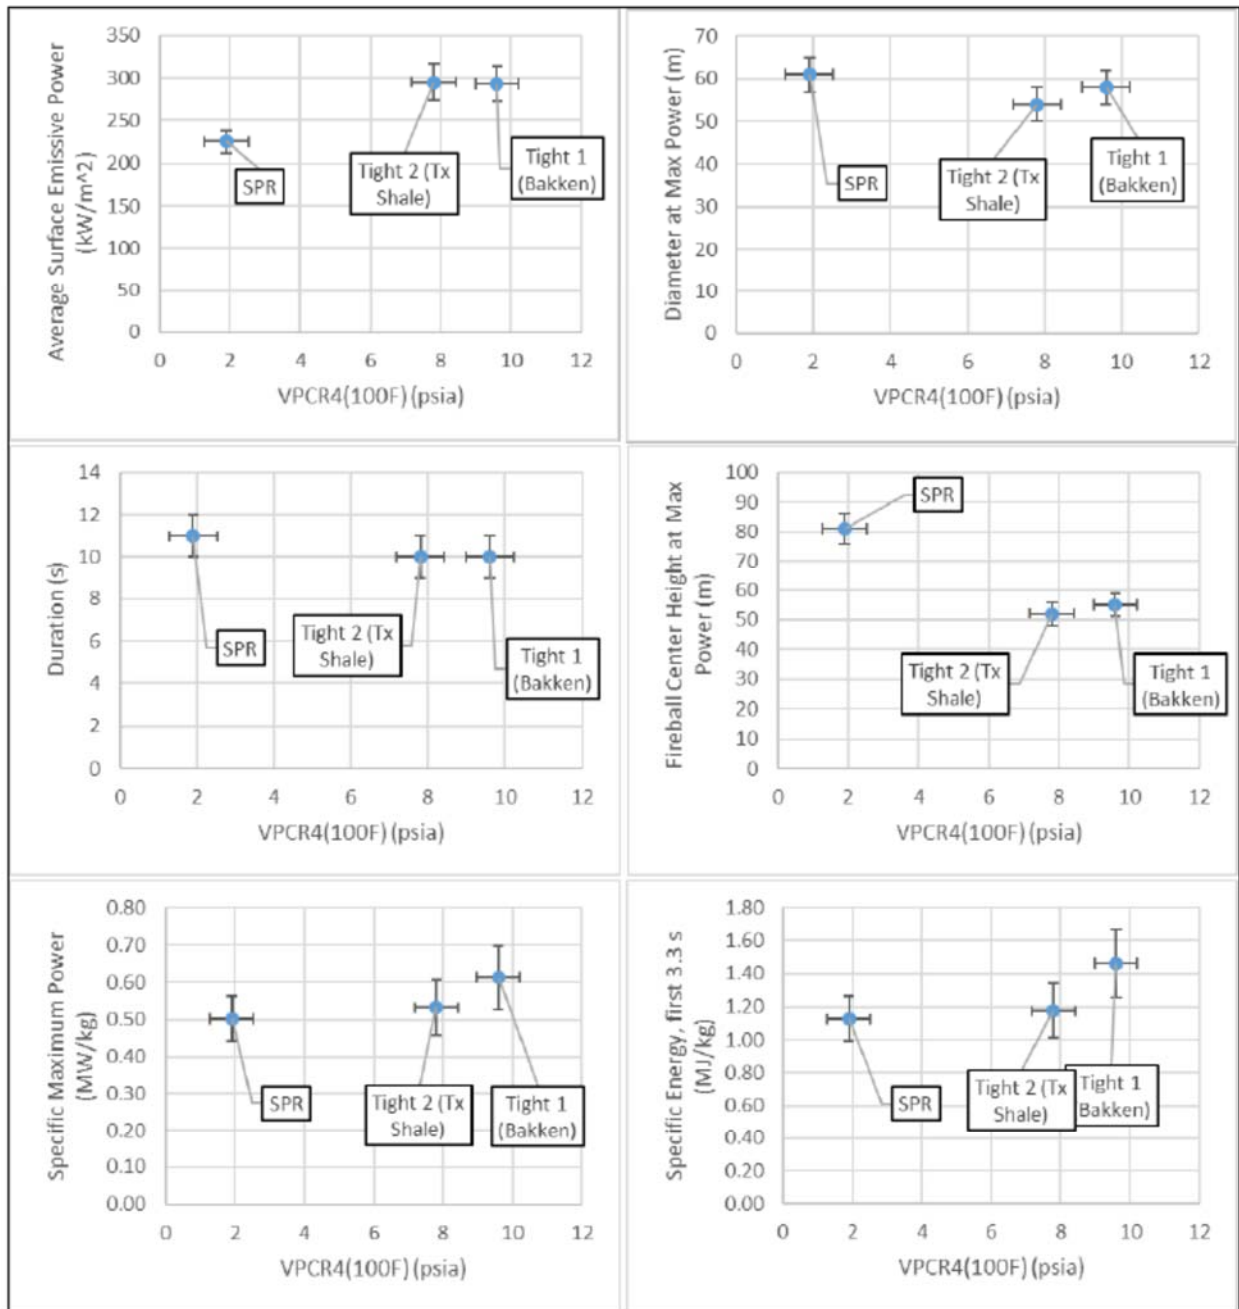 Average Surface Emissive Power
(kW/m^2)
350
300
250
200
150
100
50
0
SPR
Tight 2 (Tx
Shale)
Tight 1
(Bakken)
0 2 4 6 8 10 12
VPCR4(100F) (psia)
Diameter at Max Power (m)
70
60
50
40
30
20
10
0
SPR
Tight 2 (Tx
Shale)
Tight 1
(Bakken)
0 2 4 6 8 10 12
VPCR4(100F) (psia)
Duration (s)
14
12
10
8
6
4
2
0
SPR
Tight 2 (Tx
Shale)
Tight 1
(Bakken)
0 2 4 6 8 10 12
VPCR4(100F) (psia)
Fireball Center Height at Max
Power (m)
100
90
80
70
60
50
40
30
20
10
0
SPR
Tight 2 (Tx
Shale)
Tight 1
(Bakken)
0 2 4 6 8 10 12
VPCR4(100F) (psia)
Specific Maximum Power
(MW/kg)
0.80
0.70
0.60
0.50
0.40
0.30
0.20
0.10
0.00
SPR
Tight 2 (Tx
Shale)
Tight 1
(Bakken)
0 2 4 6 8 10 12
VPCR4(100F) (psia)
Specific Energy, first 3.3 s
(MJ/kg)
1.80
1.60
1.40
1.20
1.00
0.80
0.60
0.40
0.20
0.00
SPR
Tight 2 (Tx
Shale)
Tight 1
(Bakken)
0 2 4 6 8 10 12
VPCR4(100F) (psia)